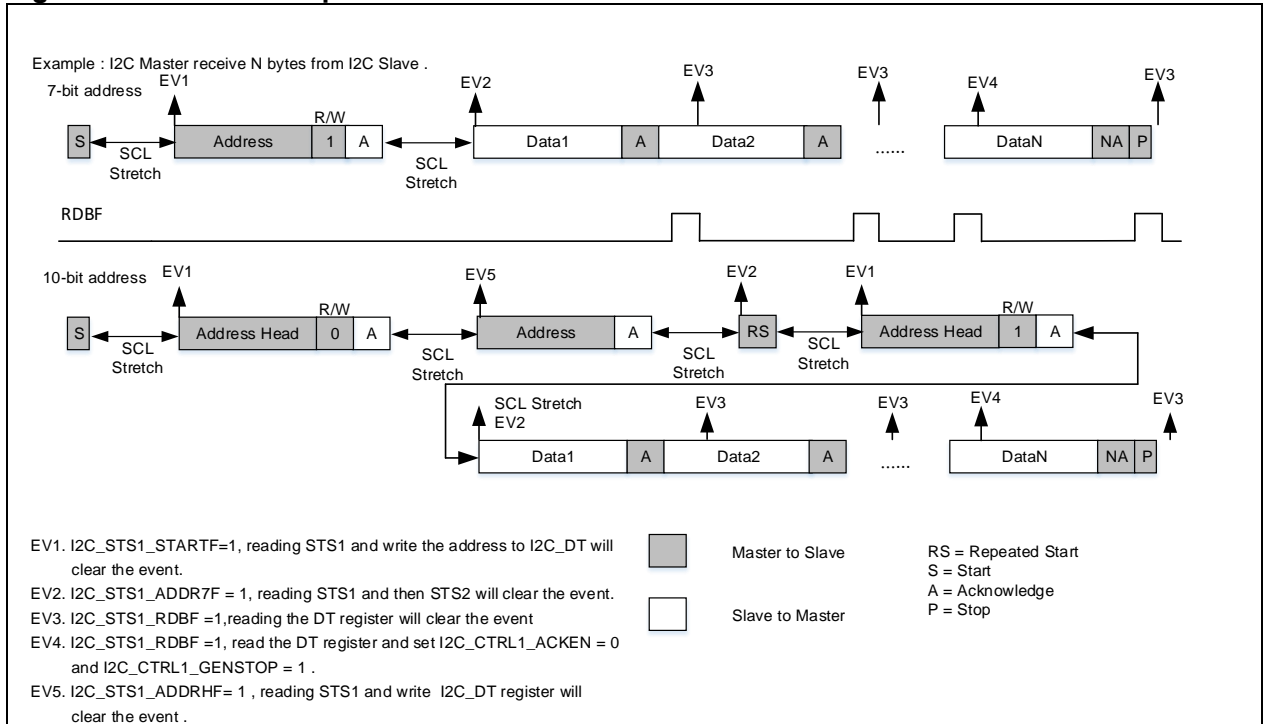 Example : I2C Master receive N bytes from I2C Slave .
7-bit address
EV1
EV2
EV3
EV3
EV4
EV3
R/W
S
SCL
Stretch
Address
1
A
SCL
Stretch
Data1
A
Data2
A
......
DataN
NA
P
RDBF
10-bit address
EV1
EV5
EV2
EV1
R/W
R/W
S
SCL
Stretch
Address Head
0
A
SCL
Stretch
Address
A
SCL
Stretch
RS
SCL
Stretch
Address Head
1
A
SCL Stretch
EV2
EV3
EV3
EV4
EV3
Data1
A
Data2
A
......
DataN
NA
P
EV1. I2C_STS1_STARTF=1, reading STS1 and write the address to I2C_DT will
clear the event.
EV2. I2C_STS1_ADDR7F = 1, reading STS1 and then STS2 will clear the event.
EV3. I2C_STS1_RDBF =1,reading the DT register will clear the event
EV4. I2C_STS1_RDBF =1, read the DT register and set I2C_CTRL1_ACKEN = 0
and I2C_CTRL1_GENSTOP = 1 .
EV5. I2C_STS1_ADDRHF= 1 , reading STS1 and write I2C_DT register will
clear the event .
Master to Slave
Slave to Master
RS = Repeated Start
S = Start
A = Acknowledge
P = Stop